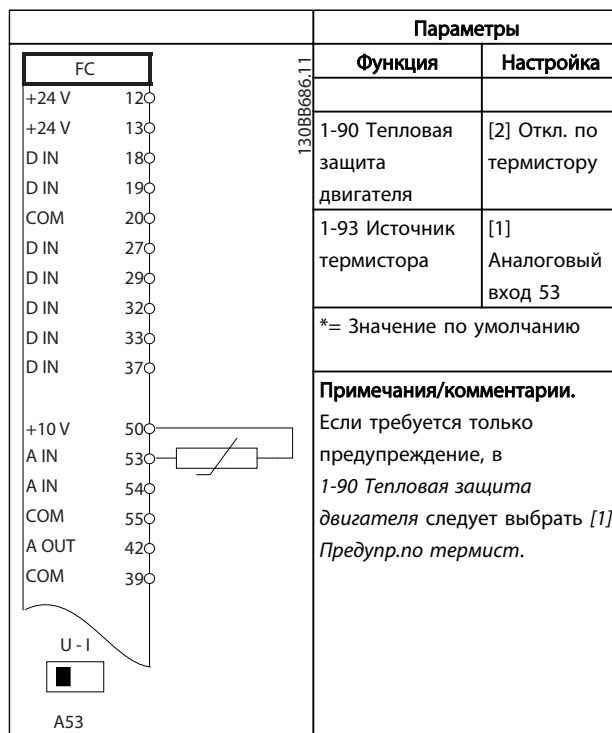 FC
+24 V 12
+24 V 13
D IN 18
D IN 19
COM 20
D IN 27
D IN 29
D IN 32
D IN 33
D IN 37
+10 V 50
A IN 53
A IN 54
COM 55
A OUT 42
COM 39
U - I
A53
130BB686.11
Параметры
Функция Настройка
1-90 Тепловая [2] Откл. по
защита термистору
двигателя
1-93 Источник [1]
термистора Аналоговый
вход 53
*= Значение по умолчанию
Примечания/комментарии.
Если требуется только
предупреждение, в
1-90 Тепловая защита
двигателя следует выбрать [1]
Предупр.по термист.